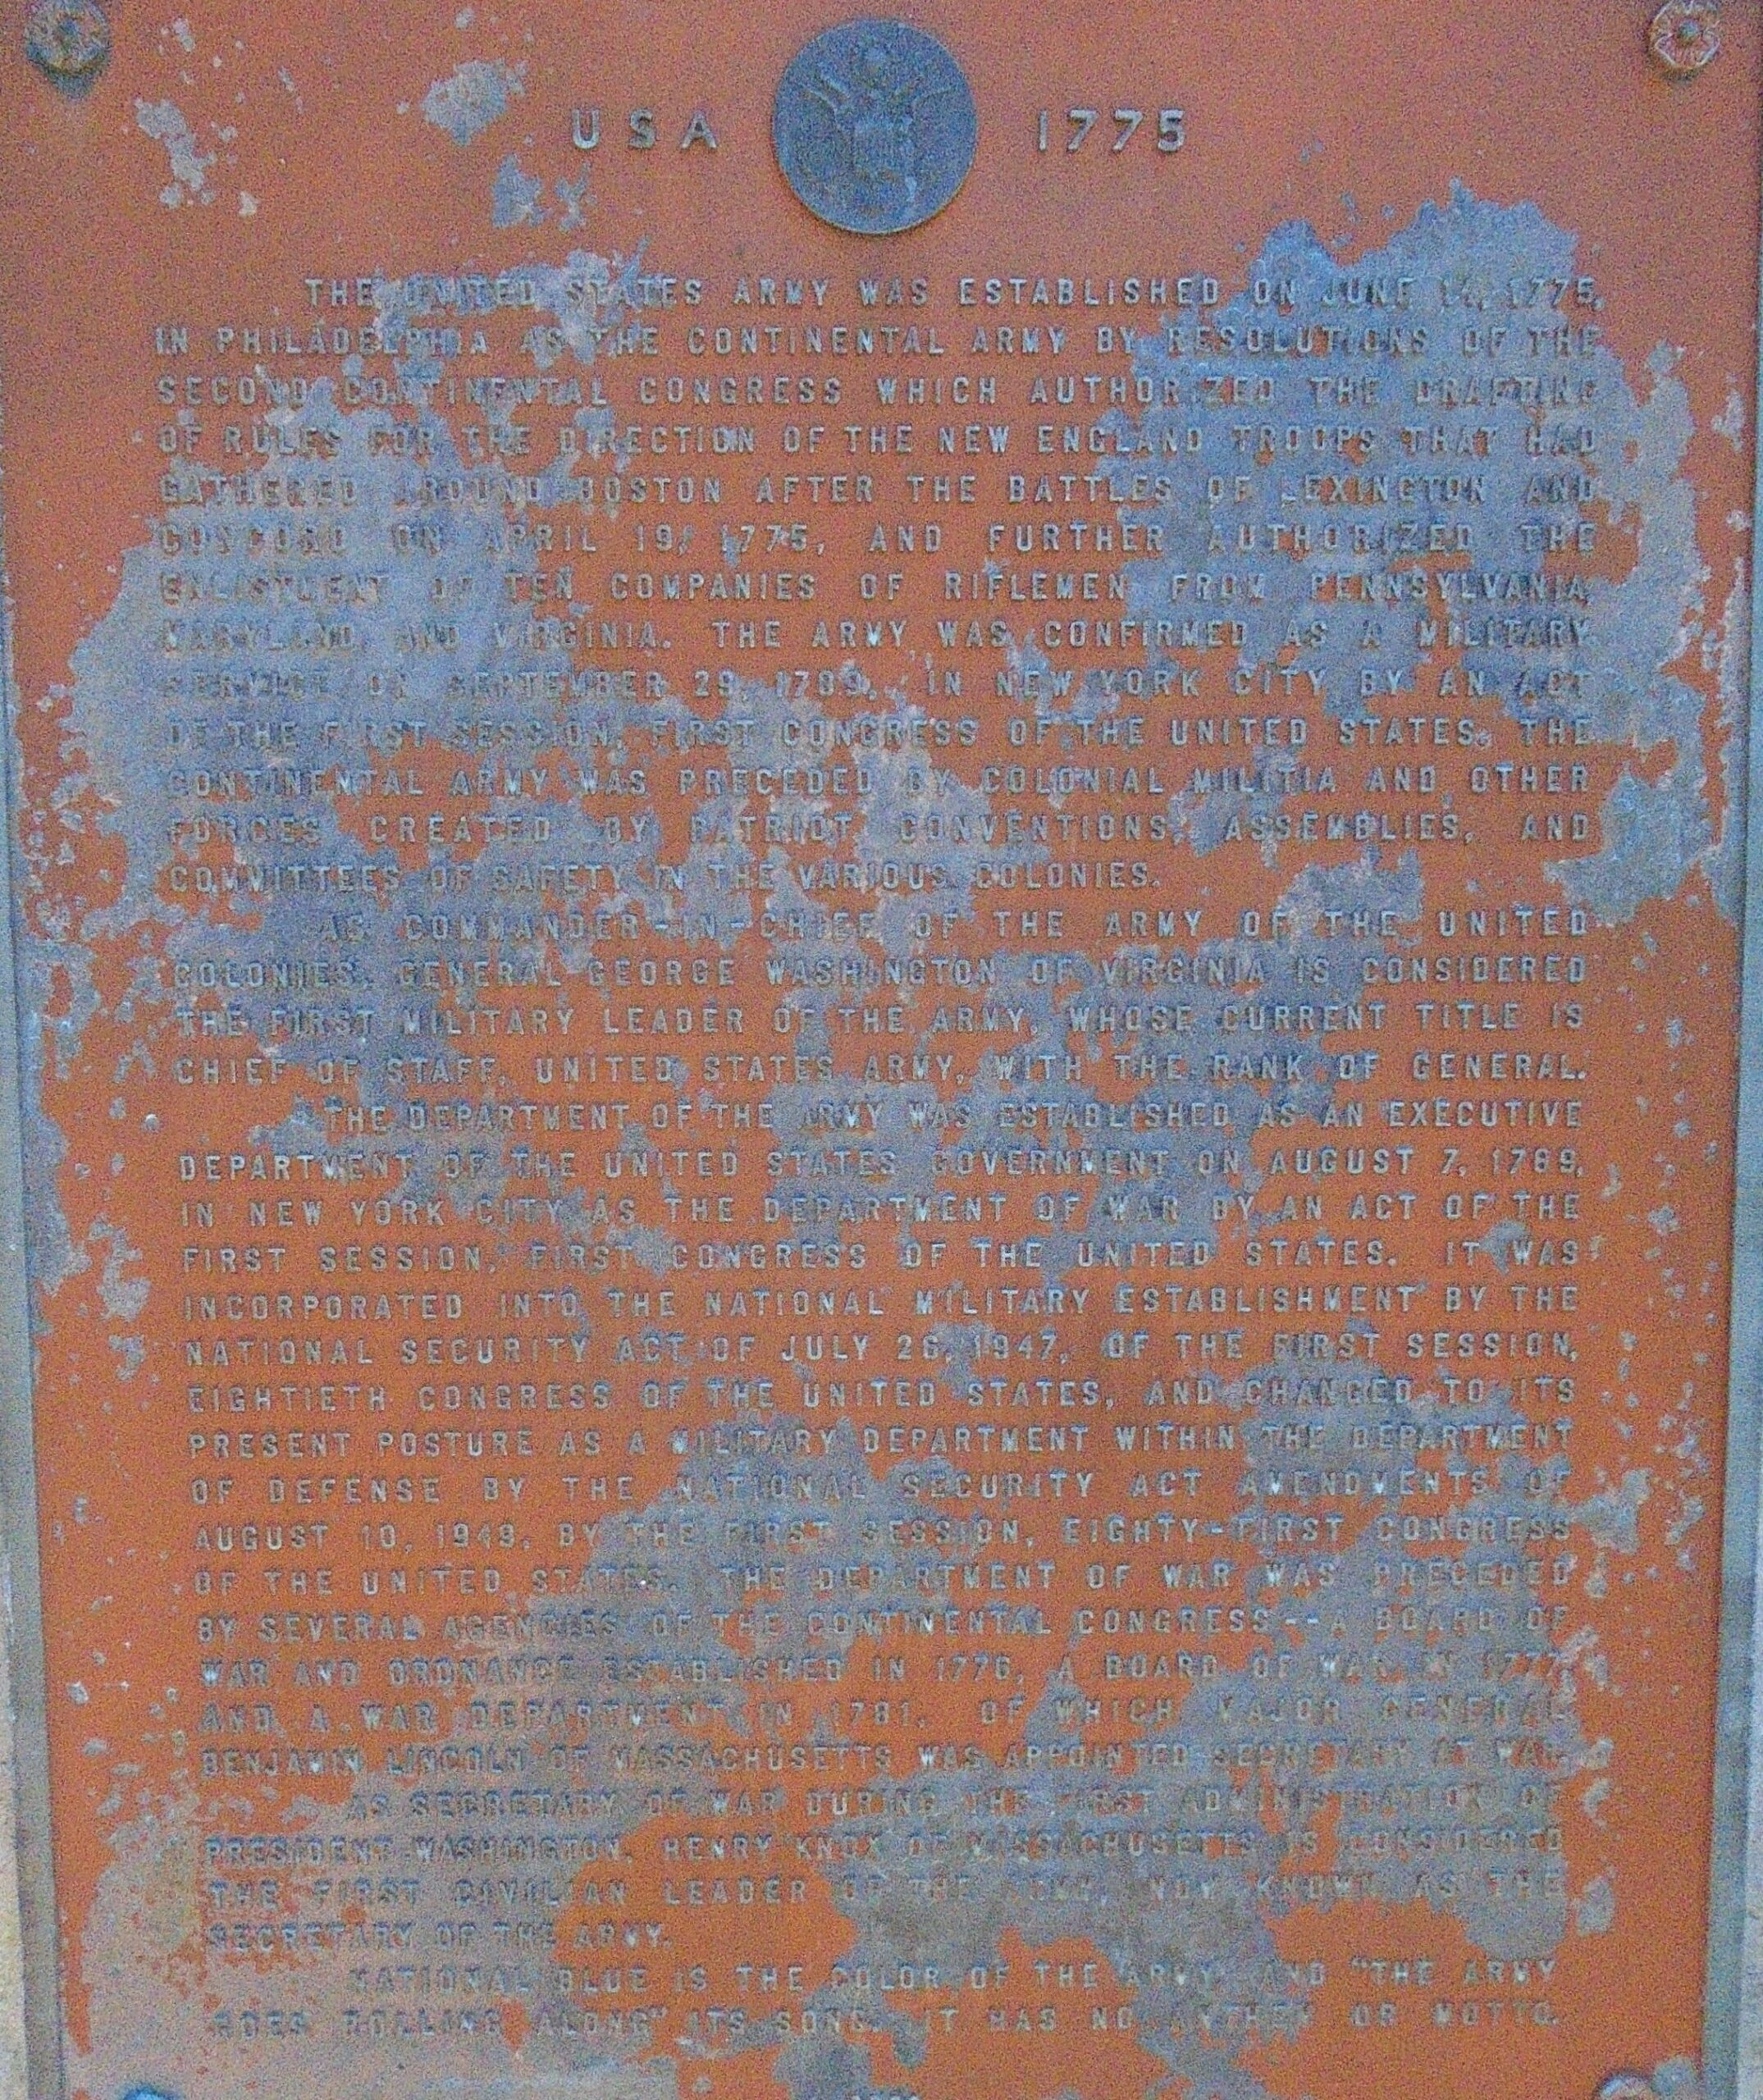 USA 1775
THE UNITED STATES ARMY WAS ESTABLISHED ON JUNE 14, 1775,
IN PHILADELPHIA AS THE CONTINENTAL ARMY BY RESOLUTIONS OF THE
SECOND CONTINENTAL CONGRESS WHICH AUTHORIZED THE DRAFTING
OF RULES FOR THE DIRECTION OF THE NEW ENGLAND TROOPS THAT HAD
GATHERED AROUND BOSTON AFTER THE BATTLES OF LEXINGTON AND
CONCORD ON APRIL 19, 1775, AND FURTHER AUTHORIZED THE
ENLISTMENT OF TEN COMPANIES OF RIFLEMEN FROM PENNSYLVANIA
MARYLAND AND VIRGINIA. THE ARMY WAS CONFIRMED AS A MILITARY
SERVICE ON SEPTEMBER 29, 1789, IN NEW YORK CITY BY AN ACT
OF THE FIRST SESSION, FIRST CONGRESS OF THE UNITED STATES. THE
CONTINENTAL ARMY WAS PRECEDED BY COLONIAL MILITIA AND OTHER
FORCES CREATED BY PATRIOT CONVENTIONS, ASSEMBLIES, AND
COMMITTEES OF SAFETY IN THE VARIOUS COLONIES.
AS COMMANDER-IN-CHIEF OF THE ARMY OF THE UNITED
COLONIES, GENERAL GEORGE WASHINGTON OF VIRGINIA IS CONSIDERED
THE FIRST MILITARY LEADER OF THE ARMY, WHOSE CURRENT TITLE IS
CHIEF OF STAFF, UNITED STATES ARMY, WITH THE RANK OF GENERAL.
THE DEPARTMENT OF THE ARMY WAS ESTABLISHED AS AN EXECUTIVE
DEPARTMENT OF THE UNITED STATES GOVERNMENT ON AUGUST 7, 1789,
IN NEW YORK CITY AS THE DEPARTMENT OF WAR BY AN ACT OF THE
FIRST SESSION, FIRST CONGRESS OF THE UNITED STATES. IT WAS
INCORPORATED INTO THE NATIONAL MILITARY ESTABLISHMENT BY THE
NATIONAL SECURITY ACT OF JULY 26, 1947, OF THE FIRST SESSION,
EIGHTIETH CONGRESS OF THE UNITED STATES, AND CHANGED TO ITS
PRESENT POSTURE AS A MILITARY DEPARTMENT WITHIN THE DEPARTMENT
OF DEFENSE BY THE NATIONAL SECURITY ACT AMENDMENTS OF
AUGUST 10, 1949, BY THE FIRST SESSION, EIGHTY-FIRST CONGRESS
OF THE UNITED STATES. THE DEPARTMENT OF WAR WAS PRECEDED
BY SEVERAL AGENCIES OF THE CONTINENTAL CONGRESS--A BOARD OF
WAR AND ORDNANCE ESTABLISHED IN 1776, A BOARD OF WAR IN 1777
AND A WAR DEPARTMENT IN 1781, OF WHICH MAJOR GENERAL
BENJAMIN LINCOLN OF MASSACHUSETTS WAS APPOINTED SECRETARY AT WAR.
AS SECRETARY OF WAR DURING THE FIRST ADMINISTRATION OF
PRESIDENT WASHINGTON, HENRY KNOX OF MASSACHUSETTS IS CONSIDERED
THE FIRST CIVILIAN LEADER OF THE ARMY, NOW KNOWN AS THE
SECRETARY OF THE ARMY.
NATIONAL BLUE IS THE COLOR OF THE ARMY AND "THE ARMY
GOES ROLLING ALONG" ITS SONG. IT HAS NO ANTHEM OR MOTTO.